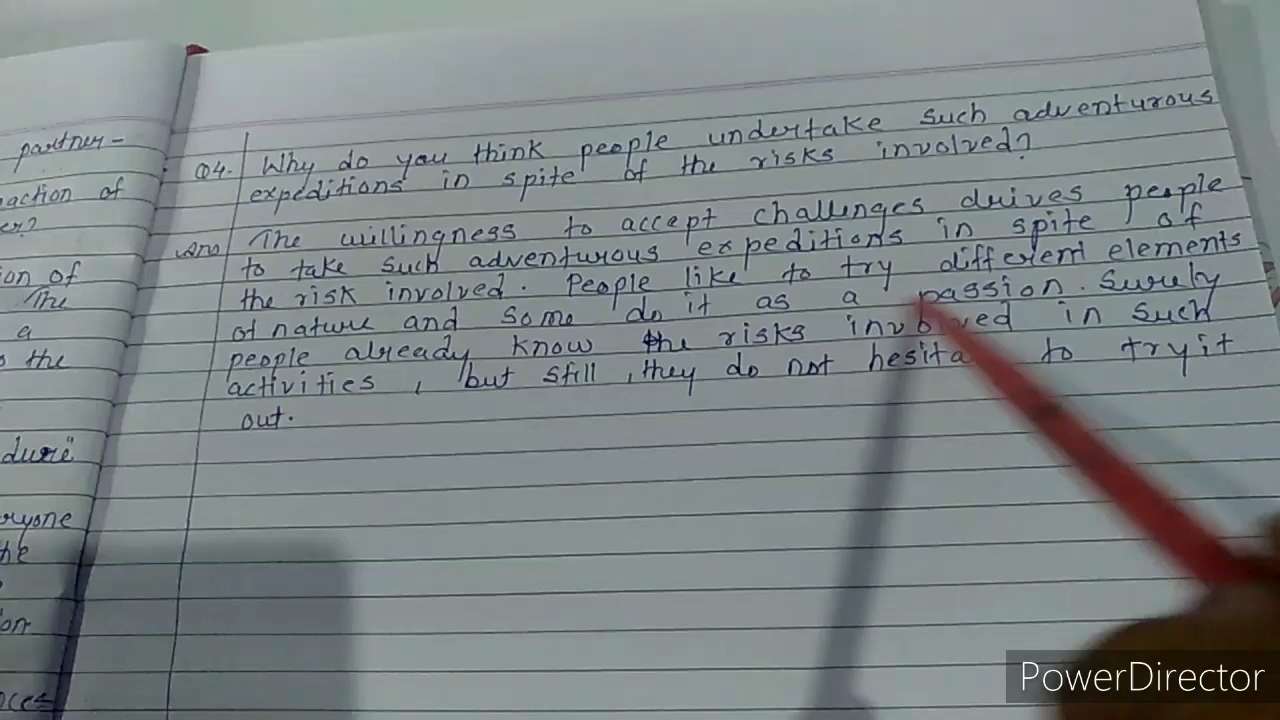 partner-
action of
er?
ion of
The
a
the
dure"
ryone
he
on
oces
Q4. Why do you think people undertake such adventurous
expeditions in spite of the risks involved?
Ans The willingness to accept challenges drives people
to take such adventurous expeditions in spite of
the risk involved. People like to try different elements
of nature and some do it as a passion. Surely
people already know the risks involved in such
activities, but still, they do not hesita to tryit
out.
PowerDirector